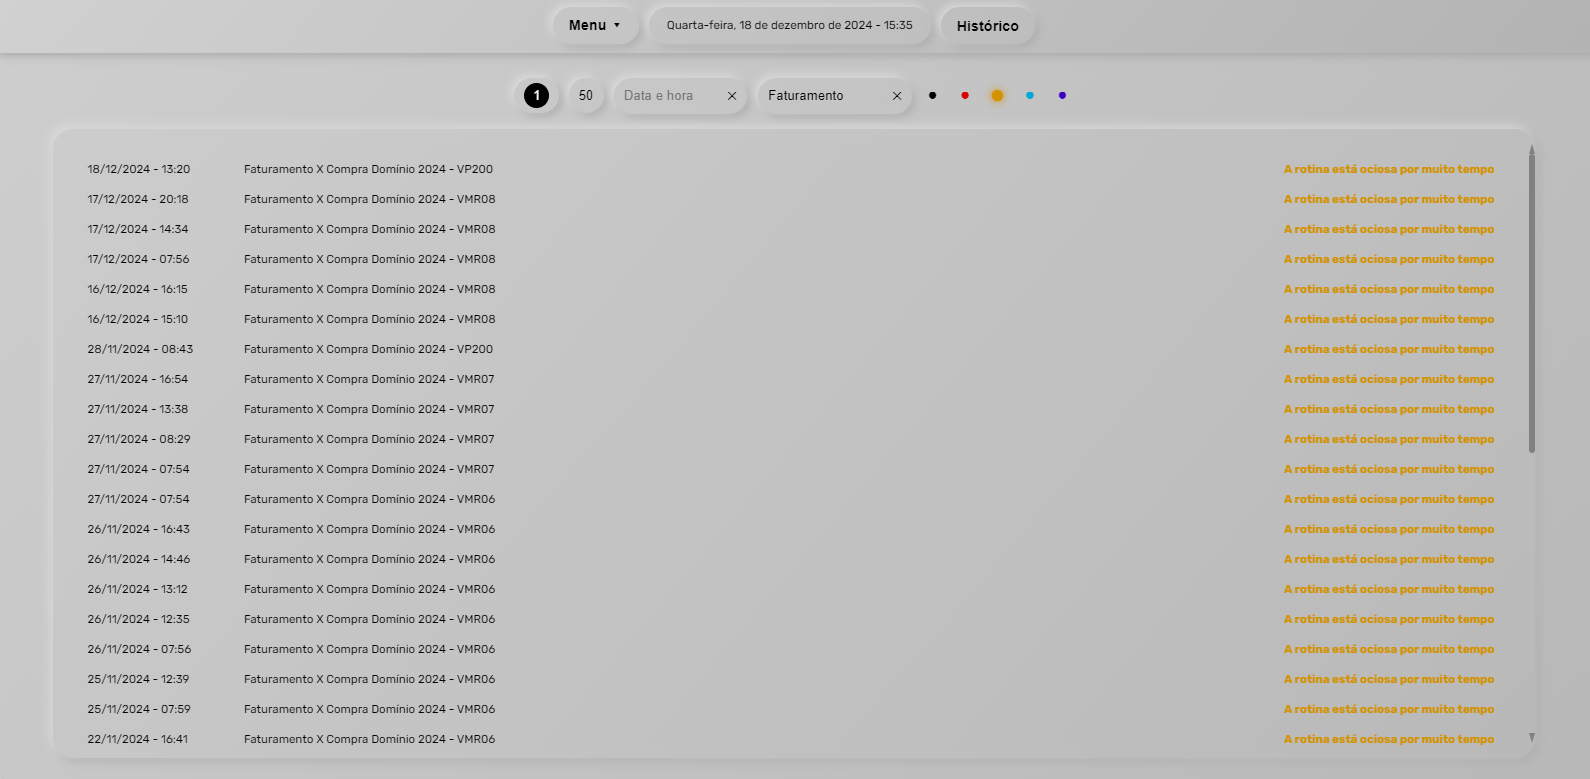 Menu Quarta-feira, 18 de dezembro de 2024 - 15:35 Histórico
1 50 Data e hora Faturamento
18/12/2024 - 13:20 Faturamento X Compra Domínio 2024 - VP200 A rotina está ociosa por muito tempo
17/12/2024 - 20:18 Faturamento X Compra Domínio 2024 - VMR08 A rotina está ociosa por muito tempo
17/12/2024 - 14:34 Faturamento X Compra Domínio 2024 - VMR08 A rotina está ociosa por muito tempo
17/12/2024 - 07:56 Faturamento X Compra Domínio 2024 - VMR08 A rotina está ociosa por muito tempo
16/12/2024 - 16:15 Faturamento X Compra Domínio 2024 - VMR08 A rotina está ociosa por muito tempo
16/12/2024 - 15:10 Faturamento X Compra Domínio 2024 - VMR08 A rotina está ociosa por muito tempo
28/11/2024 - 08:43 Faturamento X Compra Domínio 2024 - VP200 A rotina está ociosa por muito tempo
27/11/2024 - 16:54 Faturamento X Compra Domínio 2024 - VMR07 A rotina está ociosa por muito tempo
27/11/2024 - 13:38 Faturamento X Compra Domínio 2024 - VMR07 A rotina está ociosa por muito tempo
27/11/2024 - 08:29 Faturamento X Compra Domínio 2024 - VMR07 A rotina está ociosa por muito tempo
27/11/2024 - 07:54 Faturamento X Compra Domínio 2024 - VMR07 A rotina está ociosa por muito tempo
27/11/2024 - 07:54 Faturamento X Compra Domínio 2024 - VMR06 A rotina está ociosa por muito tempo
26/11/2024 - 16:43 Faturamento X Compra Domínio 2024 - VMR06 A rotina está ociosa por muito tempo
26/11/2024 - 14:46 Faturamento X Compra Domínio 2024 - VMR06 A rotina está ociosa por muito tempo
26/11/2024 - 13:12 Faturamento X Compra Domínio 2024 - VMR06 A rotina está ociosa por muito tempo
26/11/2024 - 12:35 Faturamento X Compra Domínio 2024 - VMR06 A rotina está ociosa por muito tempo
26/11/2024 - 07:56 Faturamento X Compra Domínio 2024 - VMR06 A rotina está ociosa por muito tempo
25/11/2024 - 12:39 Faturamento X Compra Domínio 2024 - VMR06 A rotina está ociosa por muito tempo
25/11/2024 - 07:59 Faturamento X Compra Domínio 2024 - VMR06 A rotina está ociosa por muito tempo
22/11/2024 - 16:41 Faturamento X Compra Domínio 2024 - VMR06 A rotina está ociosa por muito tempo